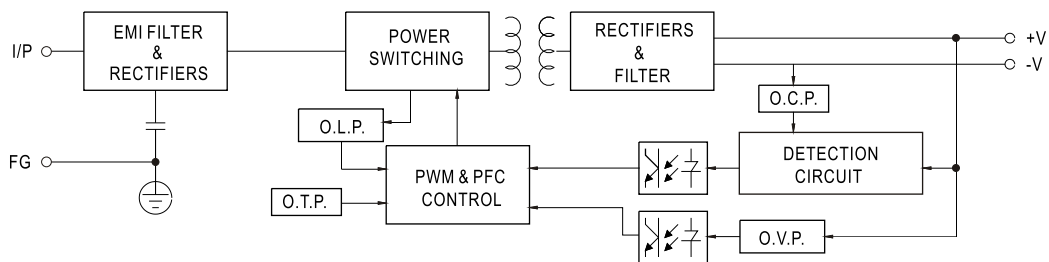 I/P
EMI FILTER
&
RECTIFIERS
POWER
SWITCHING
RECTIFIERS
&
FILTER
+V
-V
O.C.P.
O.L.P.
DETECTION
CIRCUIT
FG
PWM & PFC
CONTROL
O.T.P.
O.V.P.